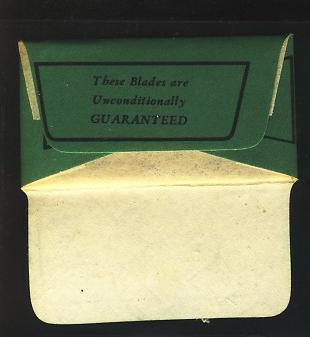 These Blades are
Unconditionally
GUARANTEED